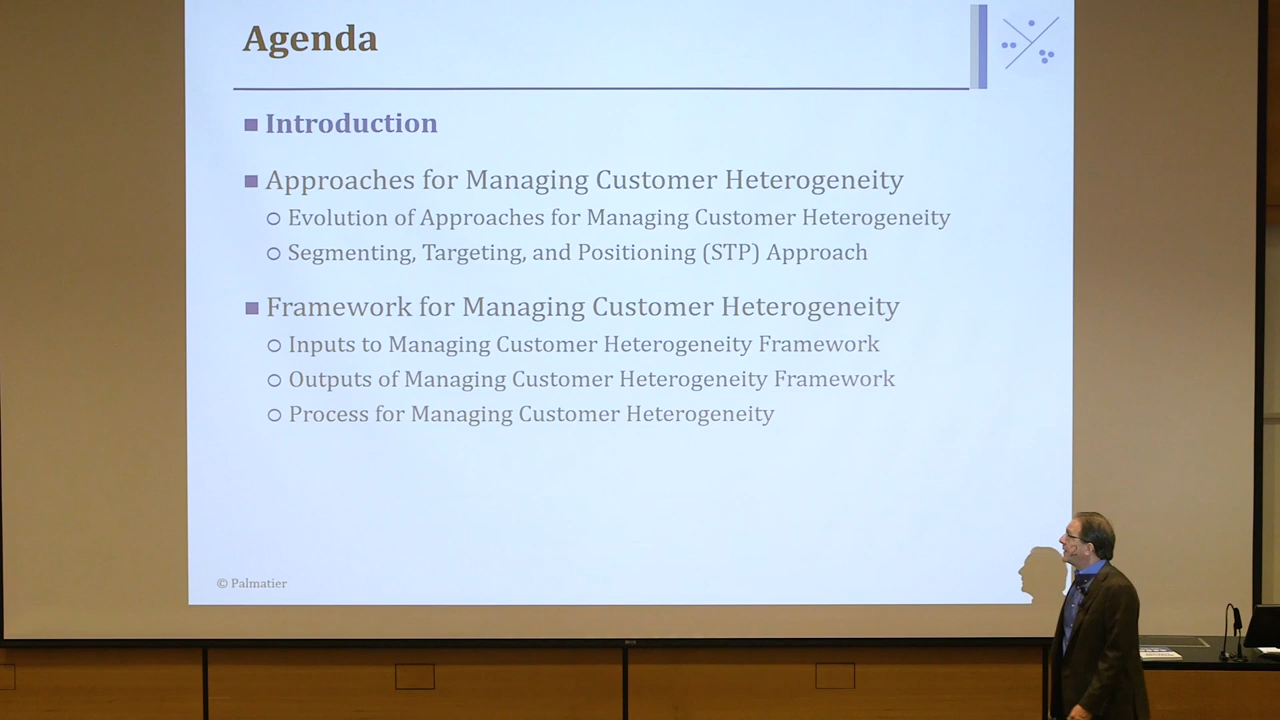 Agenda
Introduction
Approaches for Managing Customer Heterogeneity
Evolution of Approaches for Managing Customer Heterogeneity
Segmenting, Targeting, and Positioning (STP) Approach
Framework for Managing Customer Heterogeneity
Inputs to Managing Customer Heterogeneity Framework
Outputs of Managing Customer Heterogeneity Framework
Process for Managing Customer Heterogeneity
© Palmatier